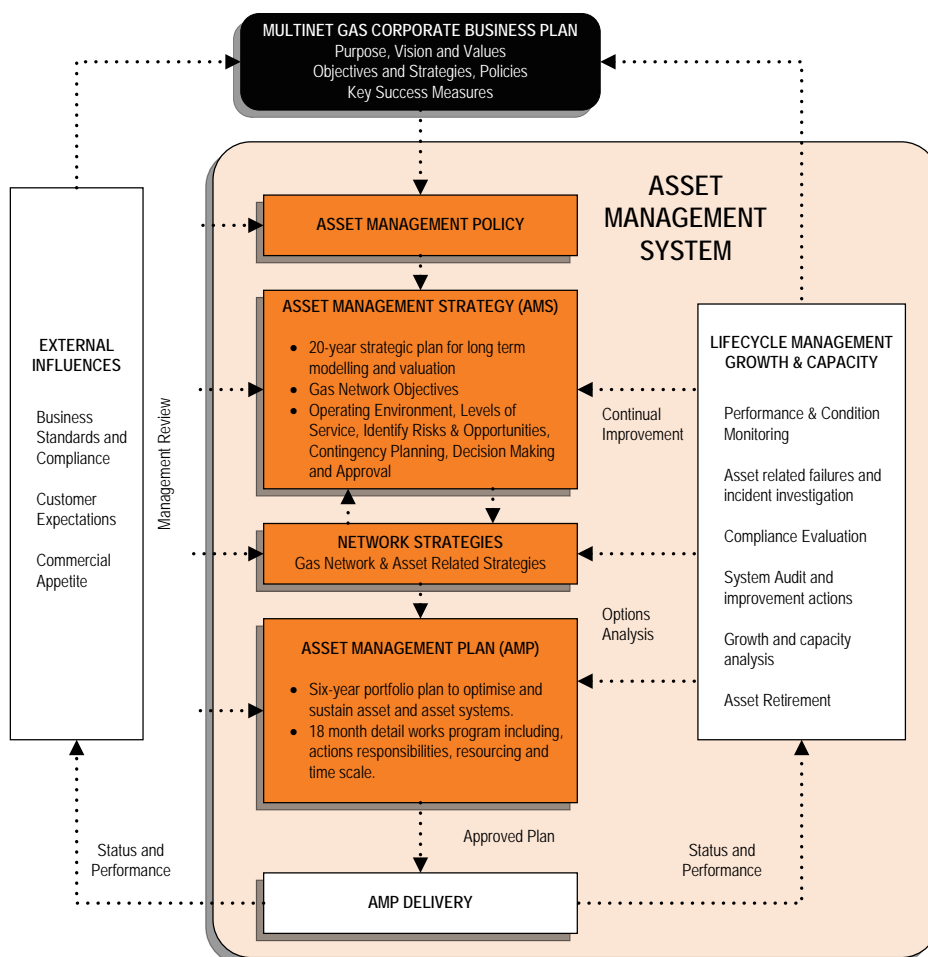 MULTINET GAS CORPORATE BUSINESS PLAN
Purpose, Vision and Values
Objectives and Strategies, Policies
Key Success Measures
ASSET
MANAGEMENT
SYSTEM
ASSET MANAGEMENT POLICY
ASSET MANAGEMENT STRATEGY (AMS)
• 20-year strategic plan for long term
modelling and valuation
• Gas Network Objectives
• Operating Environment, Levels of
Service, Identify Risks & Opportunities,
Contingency Planning, Decision Making
and Approval
EXTERNAL
INFLUENCES
Business
Standards and
Compliance
Customer
Expectations
Commercial
Appetite
Management Review
Continual
Improvement
LIFECYCLE MANAGEMENT
GROWTH & CAPACITY
Performance & Condition
Monitoring
Asset related failures and
incident investigation
Compliance Evaluation
System Audit and
improvement actions
Growth and capacity
analysis
Asset Retirement
NETWORK STRATEGIES
Gas Network & Asset Related Strategies
Options
Analysis
ASSET MANAGEMENT PLAN (AMP)
• Six-year portfolio plan to optimise and
sustain asset and asset systems.
• 18 month detail works program including,
actions responsibilities, resourcing and
time scale.
Approved Plan
Status and
Performance
Status and
Performance
AMP DELIVERY